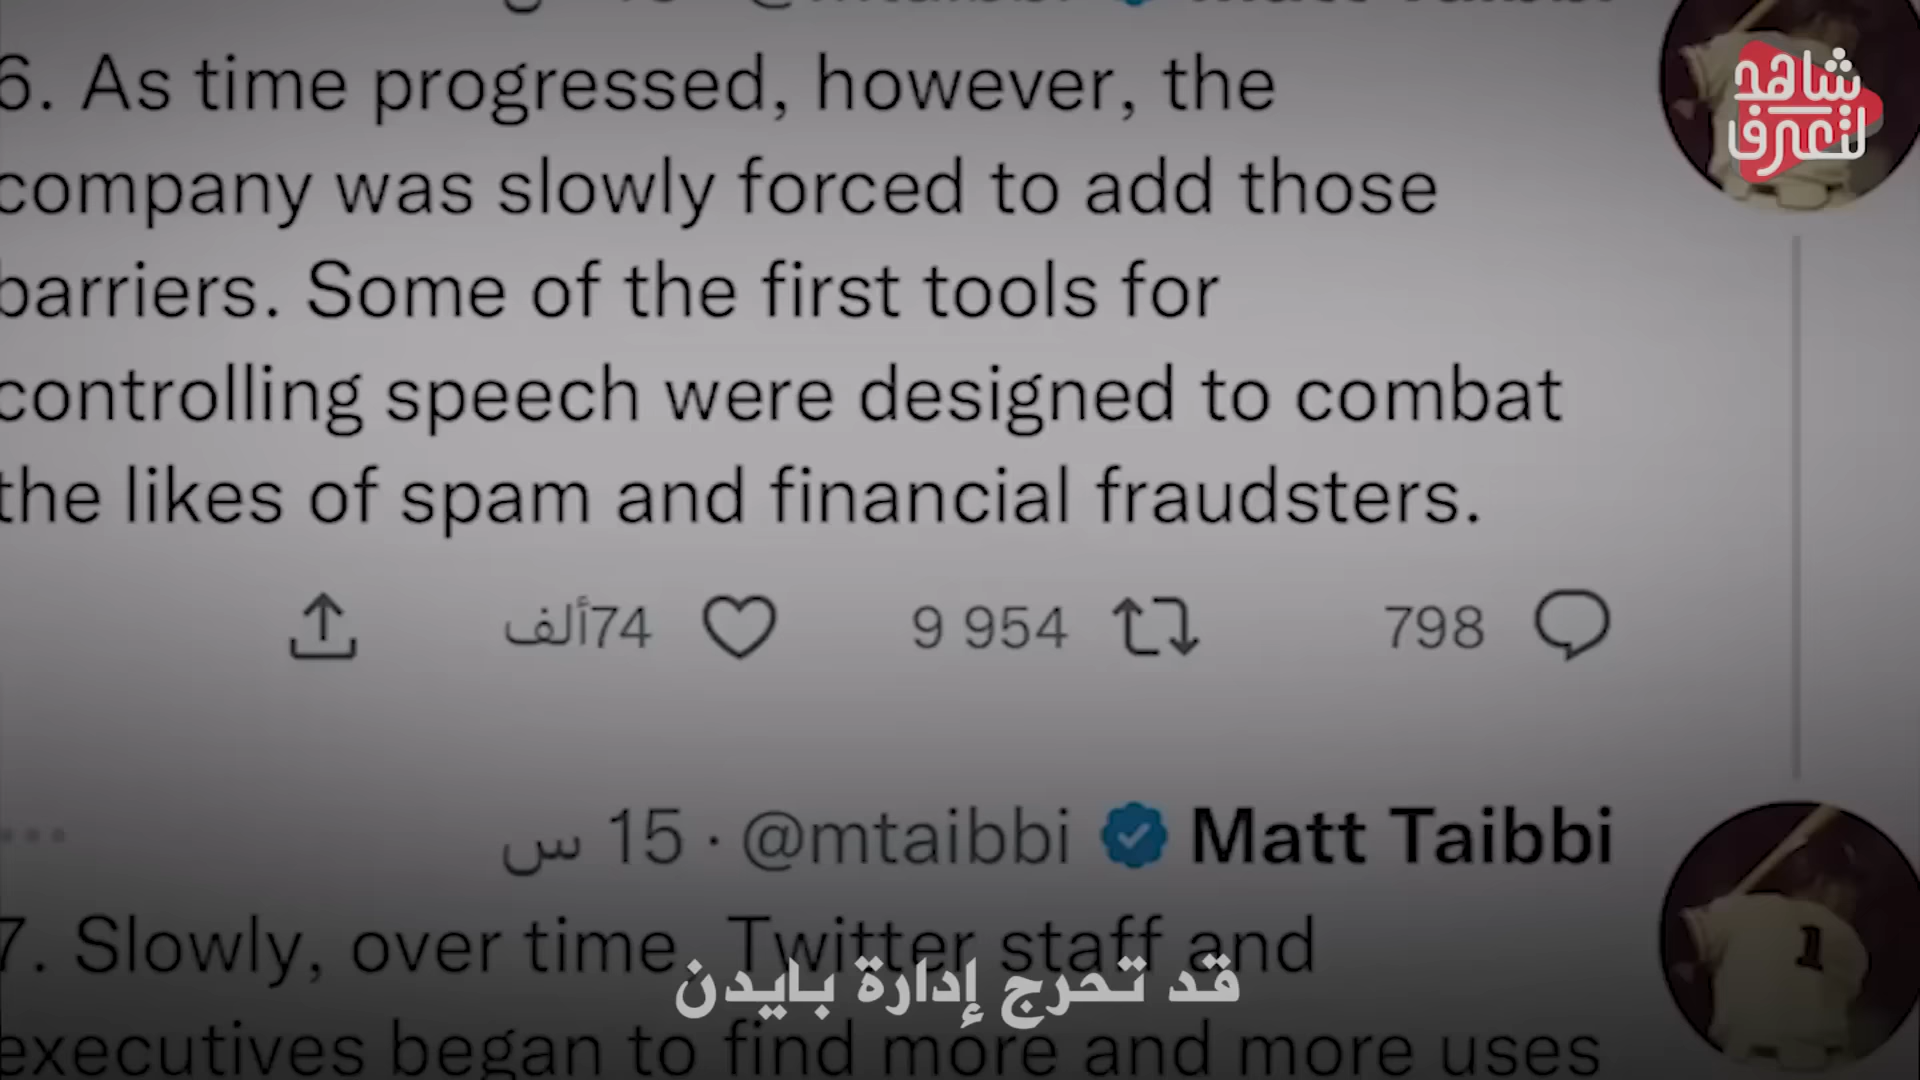 شاهد
لتعرف
6. As time progressed, however, the
company was slowly forced to add those
barriers. Some of the first tools for
controlling speech were designed to combat
the likes of spam and financial fraudsters.
798 9 954 74ألف
Matt Taibbi @mtaibbi · 15 س
7. Slowly, over time, Twitter staff and
executives began to find more and more uses
قد تحرج إدارة بايدن
1